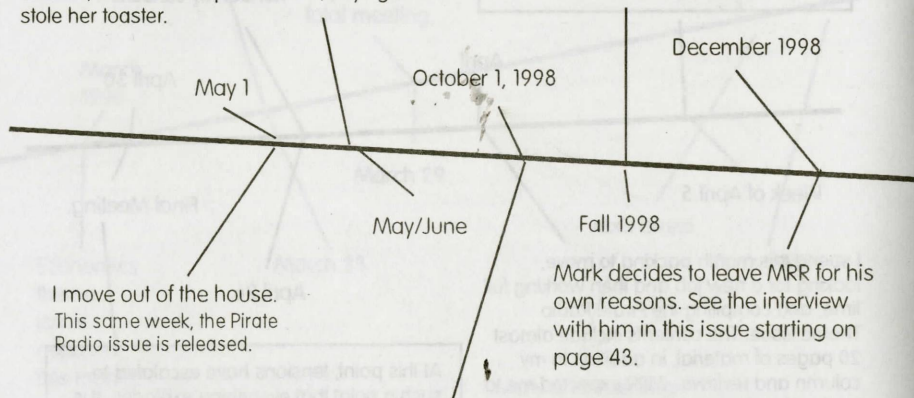 stole her toaster.
December 1998
October 1, 1998
May 1
May/June
Fall 1998
I move out of the house.
This same week, the Pirate
Radio issue is released.
Mark decides to leave MRR for his
own reasons. See the interview
with him in this issue starting on
page 43.